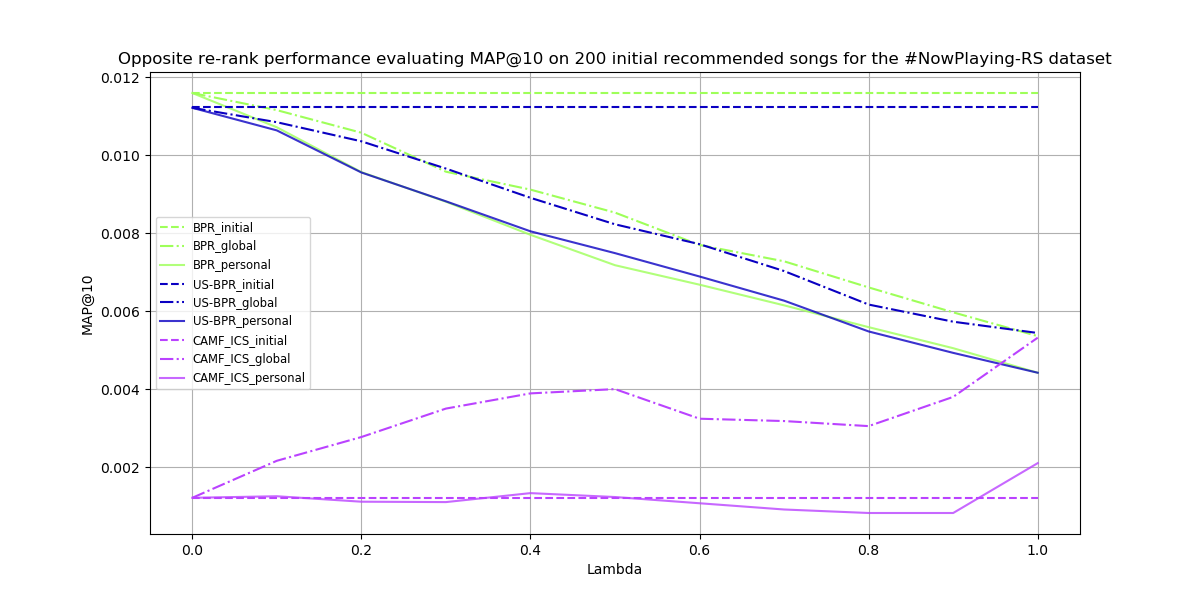 Opposite re-rank performance evaluating MAP@10 on 200 initial recommended songs for the #NowPlaying-RS dataset
0.012
0.010
0.008
0.006
0.004
0.002
MAP@10
BPR_initial
BPR_global
BPR_personal
US-BPR_initial
US-BPR_global
US-BPR_personal
CAMF_ICS_initial
CAMF_ICS_global
CAMF_ICS_personal
0.0 0.2 0.4 0.6 0.8 1.0
Lambda